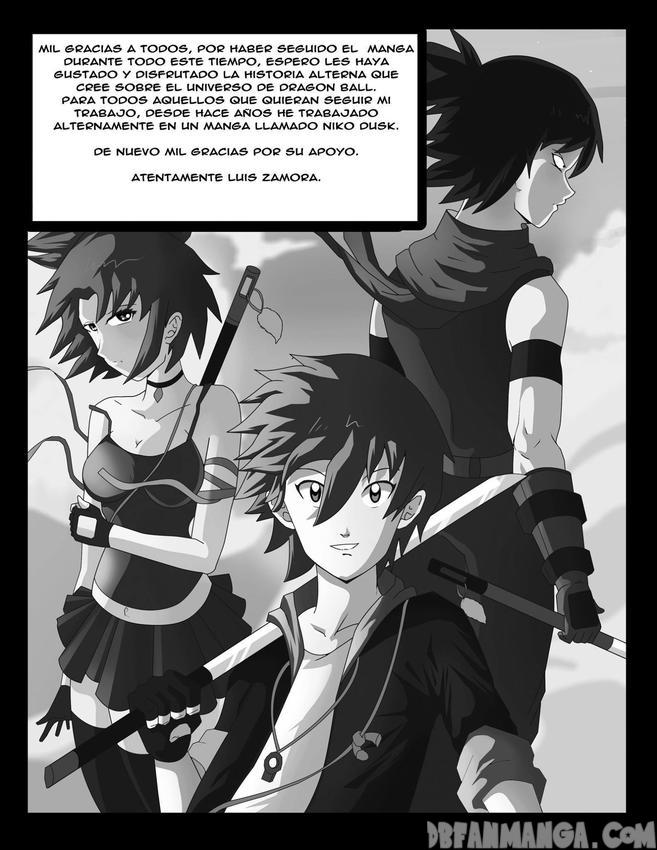 MIL GRACIAS A TODOS, POR HABER SEGUIDO EL MANGA
DURANTE TODO ESTE TIEMPO, ESPERO LES HAYA
GUSTADO Y DISFRUTADO LA HISTORIA ALTERNA QUE
CREE SOBRE EL UNIVERSO DE DRAGON BALL.
PARA TODOS AQUELLOS QUE QUIERAN SEGUIR MI
TRABAJO, DESDE HACE AÑOS HE TRABAJADO
ALTERNAMENTE EN UN MANGA LLAMADO NIKO DUSK.
DE NUEVO MIL GRACIAS POR SU APOYO.
ATENTAMENTE LUIS ZAMORA.
DBFANMANGA.COM